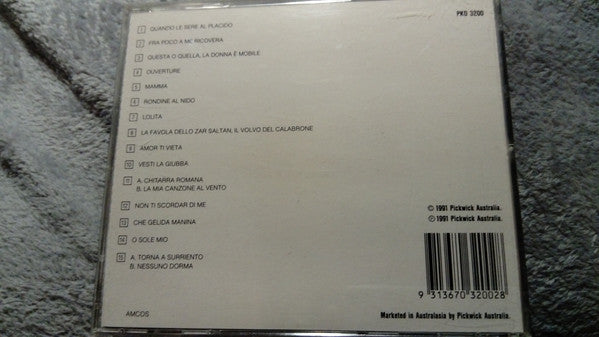 PKD 3200
1 QUANDO LE SERE AL PLACIDO
2 FRA POCO A ME RICOVERA
3 QUESTA O QUELLA, LA DONNA È MOBILE
4 OUVERTURE
5 MAMMA
6 RONDINE AL NIDO
7 LOLITA
8 LA FAVOLA DELLO ZAR SALTAN, IL VOLVO DEL CALABRONE
9 AMOR TI VIETA
10 VESTI LA GIUBBA
11 A. CHITARRA ROMANA
B. LA MIA CANZONE AL VENTO
12 NON TI SCORDAR DI ME
13 CHE GELIDA MANINA
14 O SOLE MIO
15 A. TORNA A SURRIENTO
B. NESSUNO DORMA
© 1991 Pickwick Australia.
℗ 1991 Pickwick Australia.
9 313670 320028
AMCOS
Marketed in Australasia by Pickwick Australia.